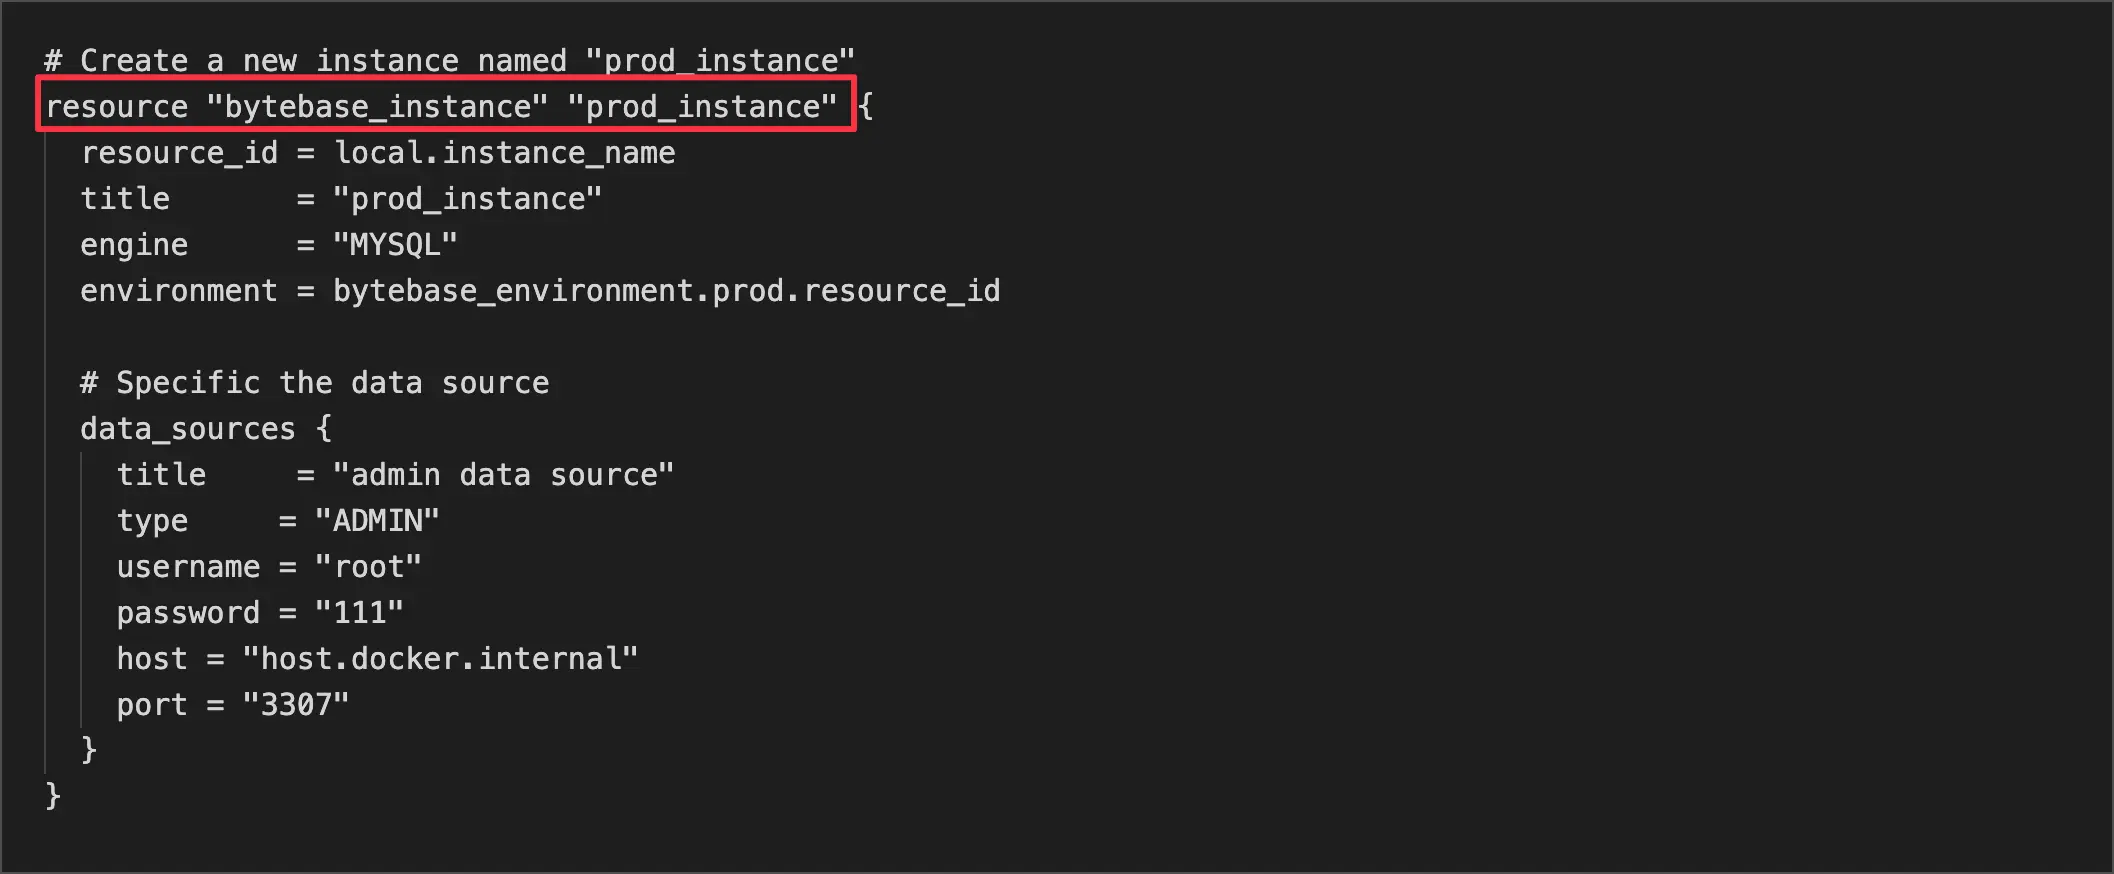 # Create a new instance named "prod_instance"
resource "bytebase_instance" "prod_instance" {
  resource_id = local.instance_name
  title       = "prod_instance"
  engine      = "MYSQL"
  environment = bytebase_environment.prod.resource_id

  # Specific the data source
  data_sources {
    title     = "admin data source"
    type     = "ADMIN"
    username = "root"
    password = "111"
    host = "host.docker.internal"
    port = "3307"
  }
}